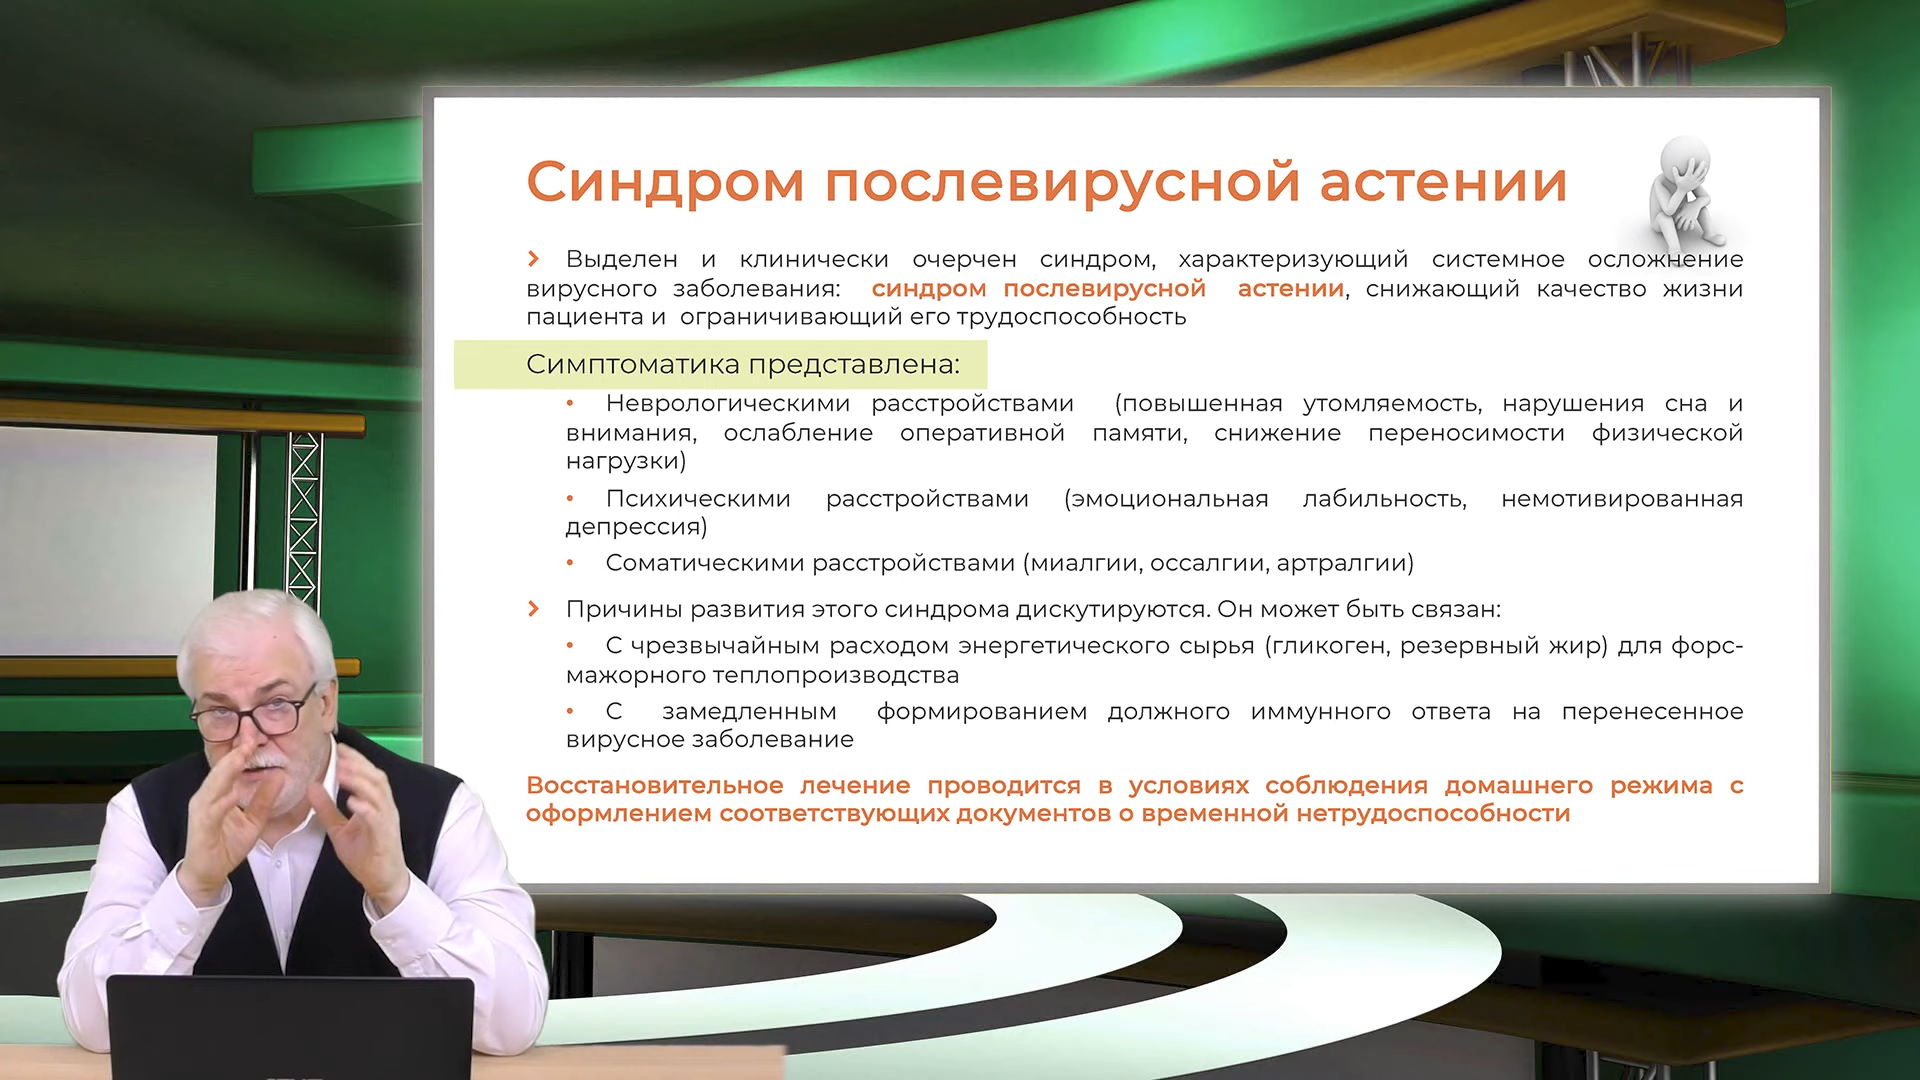 Синдром послевирусной астении
Выделен и клинически очерчен синдром, характеризующий системное осложнение
вирусного заболевания: синдром послевирусной астении, снижающий качество жизни
пациента и ограничивающий его трудоспособность
Симптоматика представлена:
• Неврологическими расстройствами (повышенная утомляемость, нарушения сна и
внимания, ослабление оперативной памяти, снижение переносимости физической
нагрузки)
• Психическими расстройствами (эмоциональная лабильность, немотивированная
депрессия)
• Соматическими расстройствами (миалгии, оссалгии, артралгии)
Причины развития этого синдрома дискутируются. Он может быть связан:
• С чрезвычайным расходом энергетического сырья (гликоген, резервный жир) для форс-
мажорного теплопроизводства
• С замедленным формированием должного иммунного ответа на перенесенное
вирусное заболевание
Восстановительное лечение проводится в условиях соблюдения домашнего режима с
оформлением соответствующих документов о временной нетрудоспособности